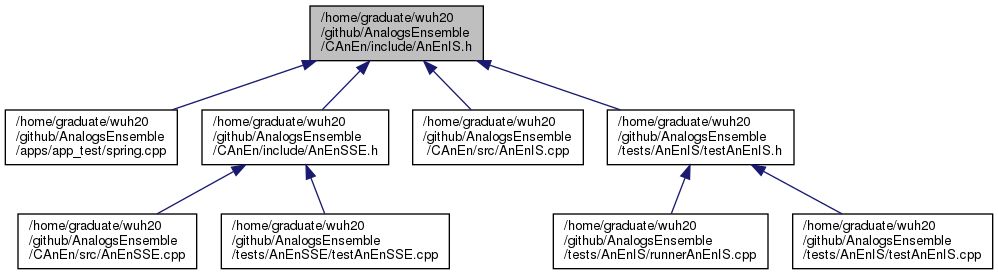 /home/graduate/wuh20
/github/AnalogsEnsemble
/CAnEn/include/AnEnIS.h
/home/graduate/wuh20
/github/AnalogsEnsemble
/apps/app_test/spring.cpp
/home/graduate/wuh20
/github/AnalogsEnsemble
/CAnEn/include/AnEnSSE.h
/home/graduate/wuh20
/github/AnalogsEnsemble
/CAnEn/src/AnEnIS.cpp
/home/graduate/wuh20
/github/AnalogsEnsemble
/tests/AnEnIS/testAnEnIS.h
/home/graduate/wuh20
/github/AnalogsEnsemble
/CAnEn/src/AnEnSSE.cpp
/home/graduate/wuh20
/github/AnalogsEnsemble
/tests/AnEnSSE/testAnEnSSE.cpp
/home/graduate/wuh20
/github/AnalogsEnsemble
/tests/AnEnIS/runnerAnEnIS.cpp
/home/graduate/wuh20
/github/AnalogsEnsemble
/tests/AnEnIS/testAnEnIS.cpp